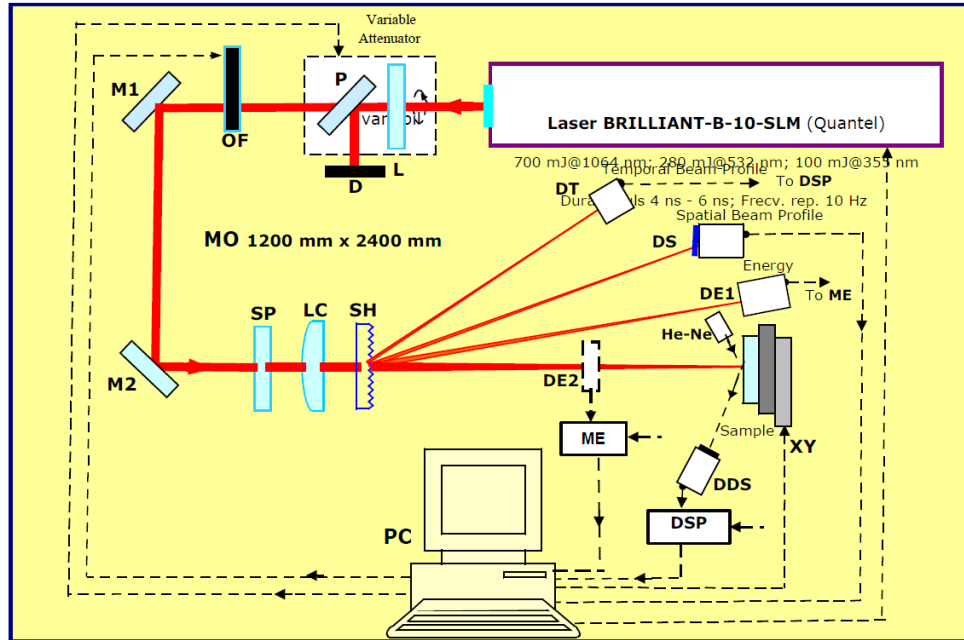 Variable
Attenuator
P
M1
OF
variabil
L
D
Laser BRILLIANT-B-10-SLM (Quantel)
700 mJ@1064 nm; 280 mJ@532 nm; 100 mJ@355 nm
Temporal Beam Profile
To DSP
DT
6 ns; Frecv. rep. 10 Hz
Spatial Beam Profile
DS
MO 1200 mm x 2400 mm
Energy
DE1
To ME
SP
LC
SH
He-Ne
M2
DE2
ME
Sample
XY
DDS
DSP
PC